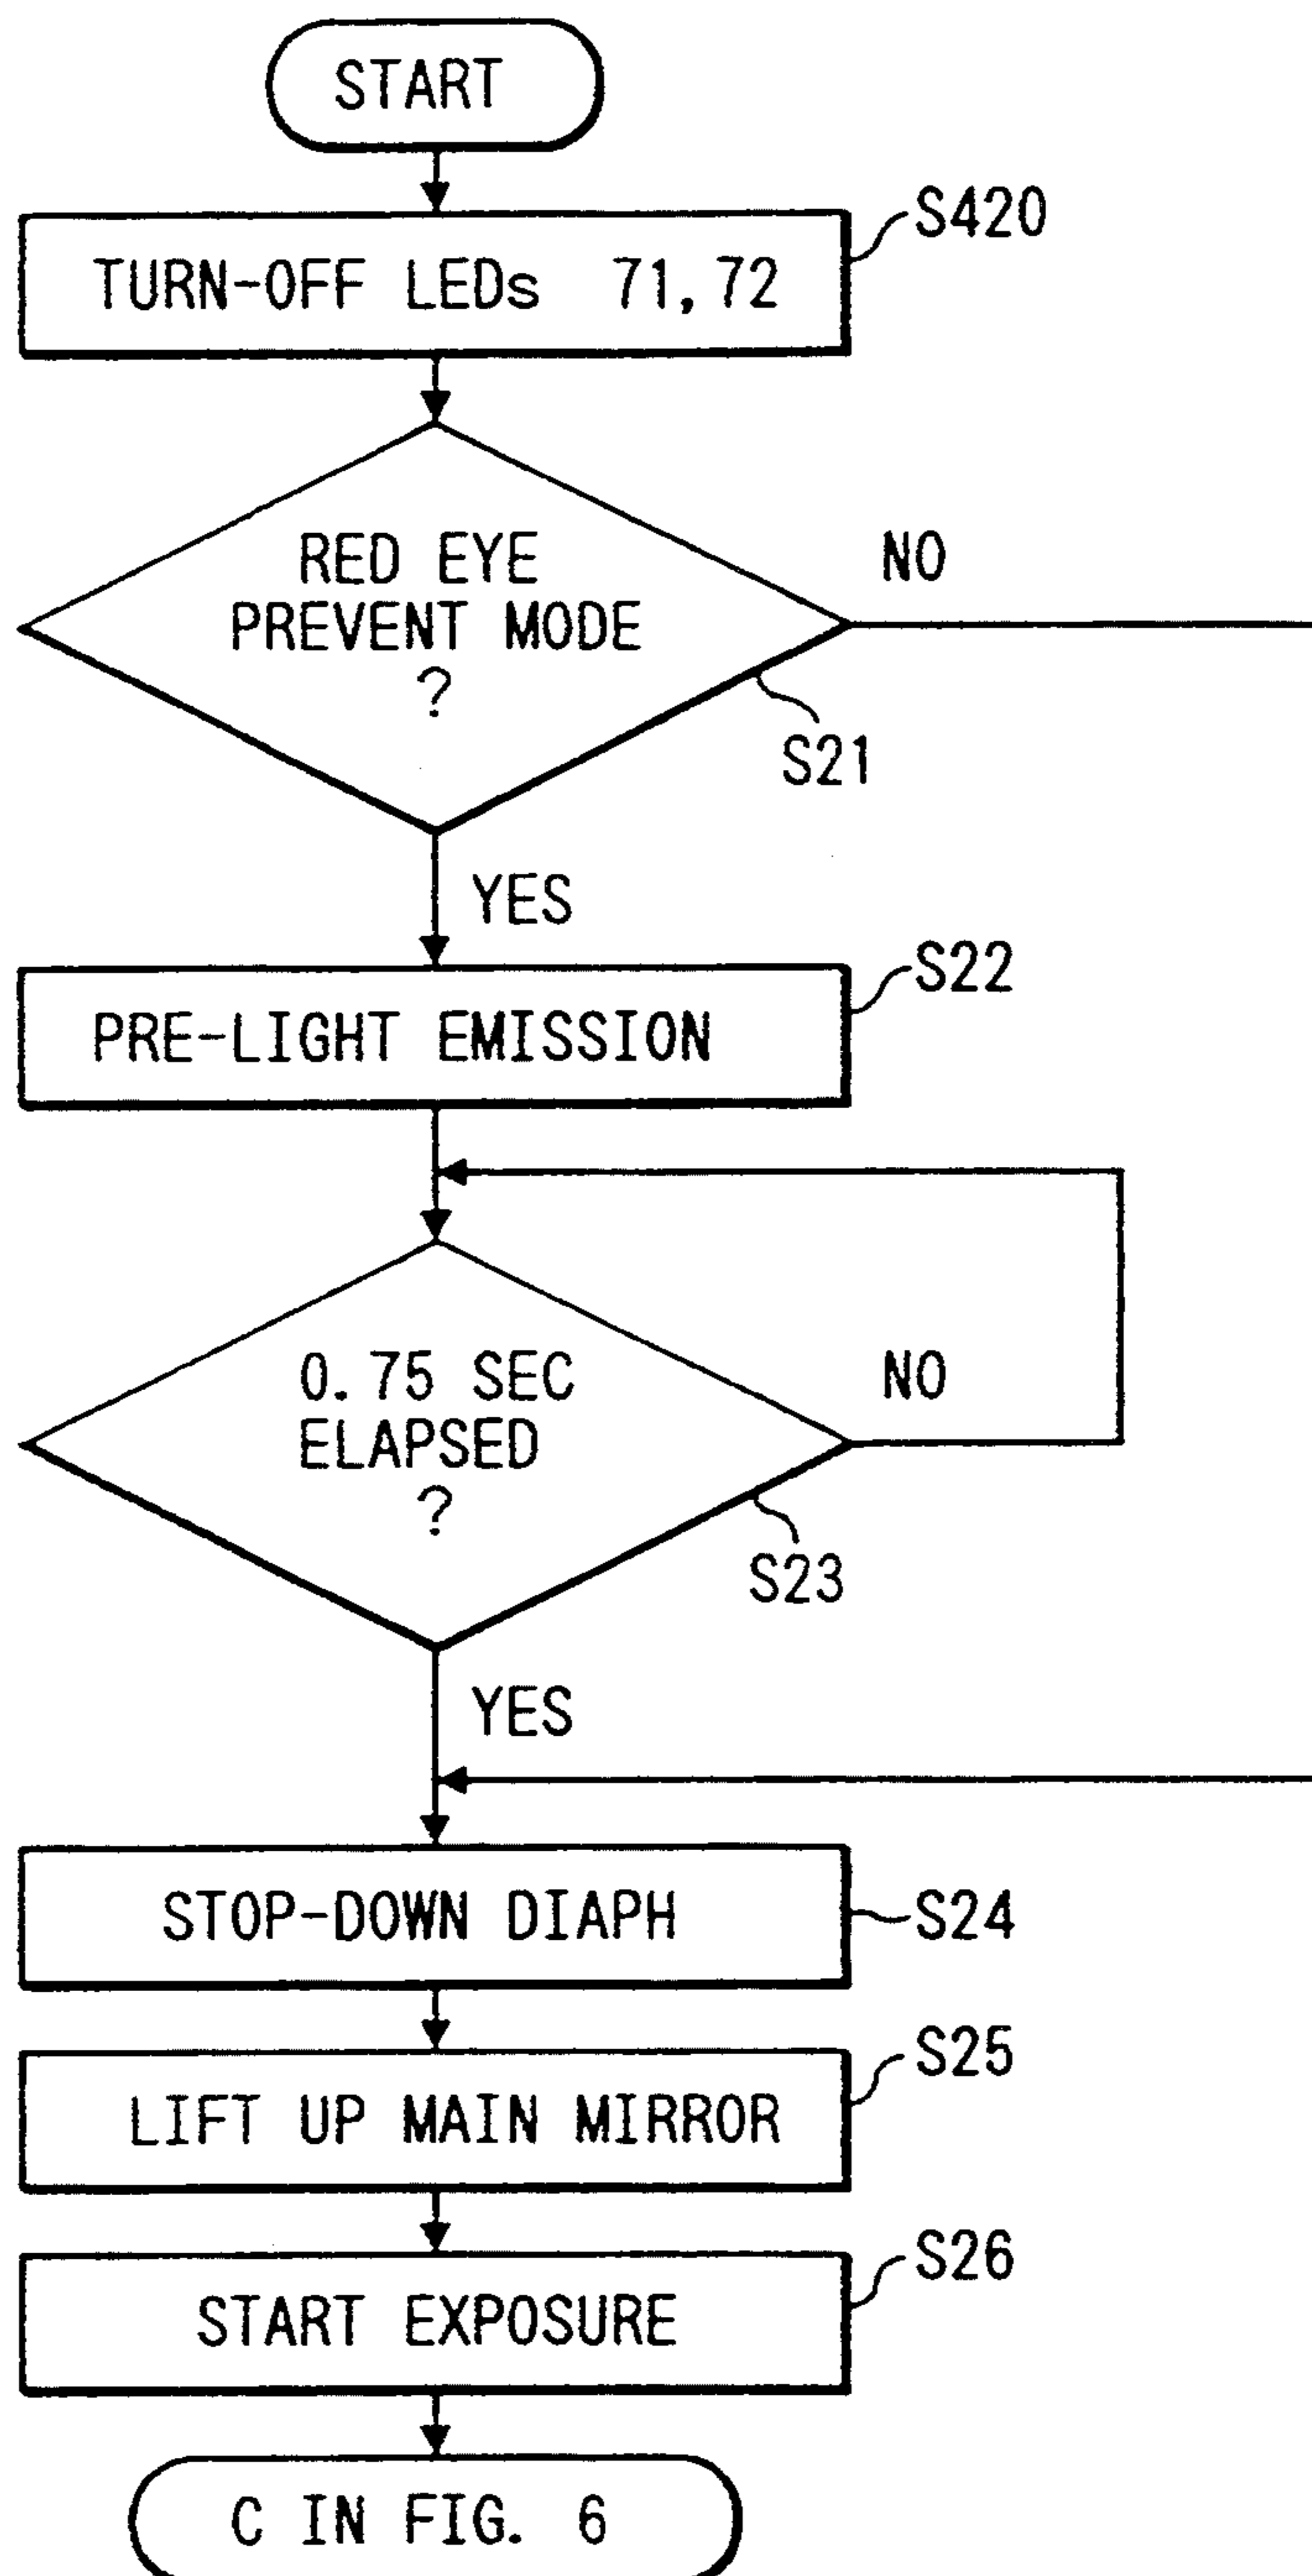 START
S420
TURN-OFF LEDs 71, 72
RED EYE
PREVENT MODE
?
NO
S21
YES
S22
PRE-LIGHT EMISSION
0.75 SEC
ELAPSED
?
NO
S23
YES
STOP-DOWN DIAPH
S24
S25
LIFT UP MAIN MIRROR
S26
START EXPOSURE
C IN FIG. 6